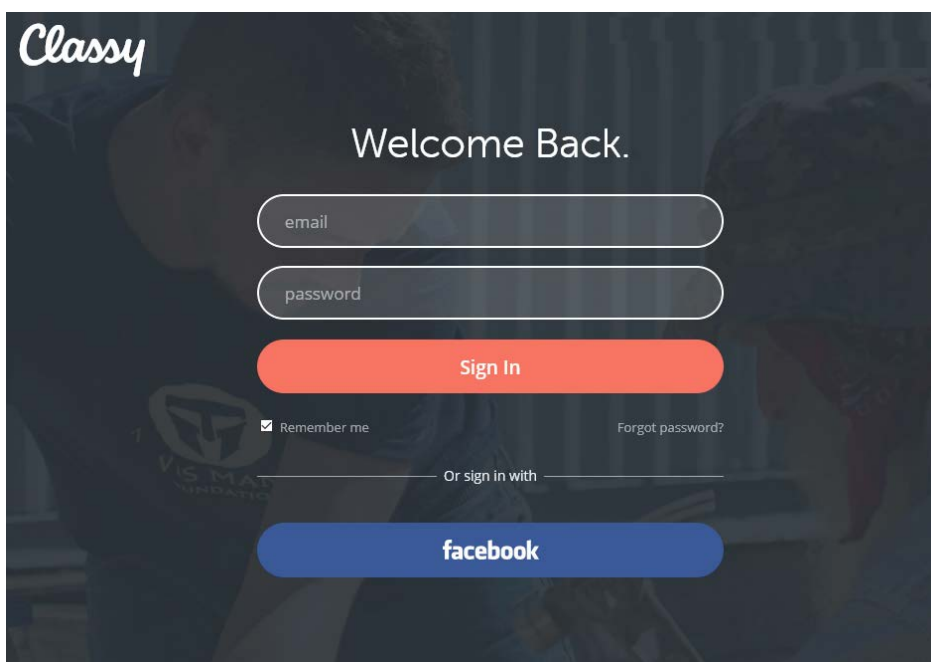 Classy
Welcome Back.
email
password
Sign In
Remember me
Forgot password?
Or sign in with
facebook